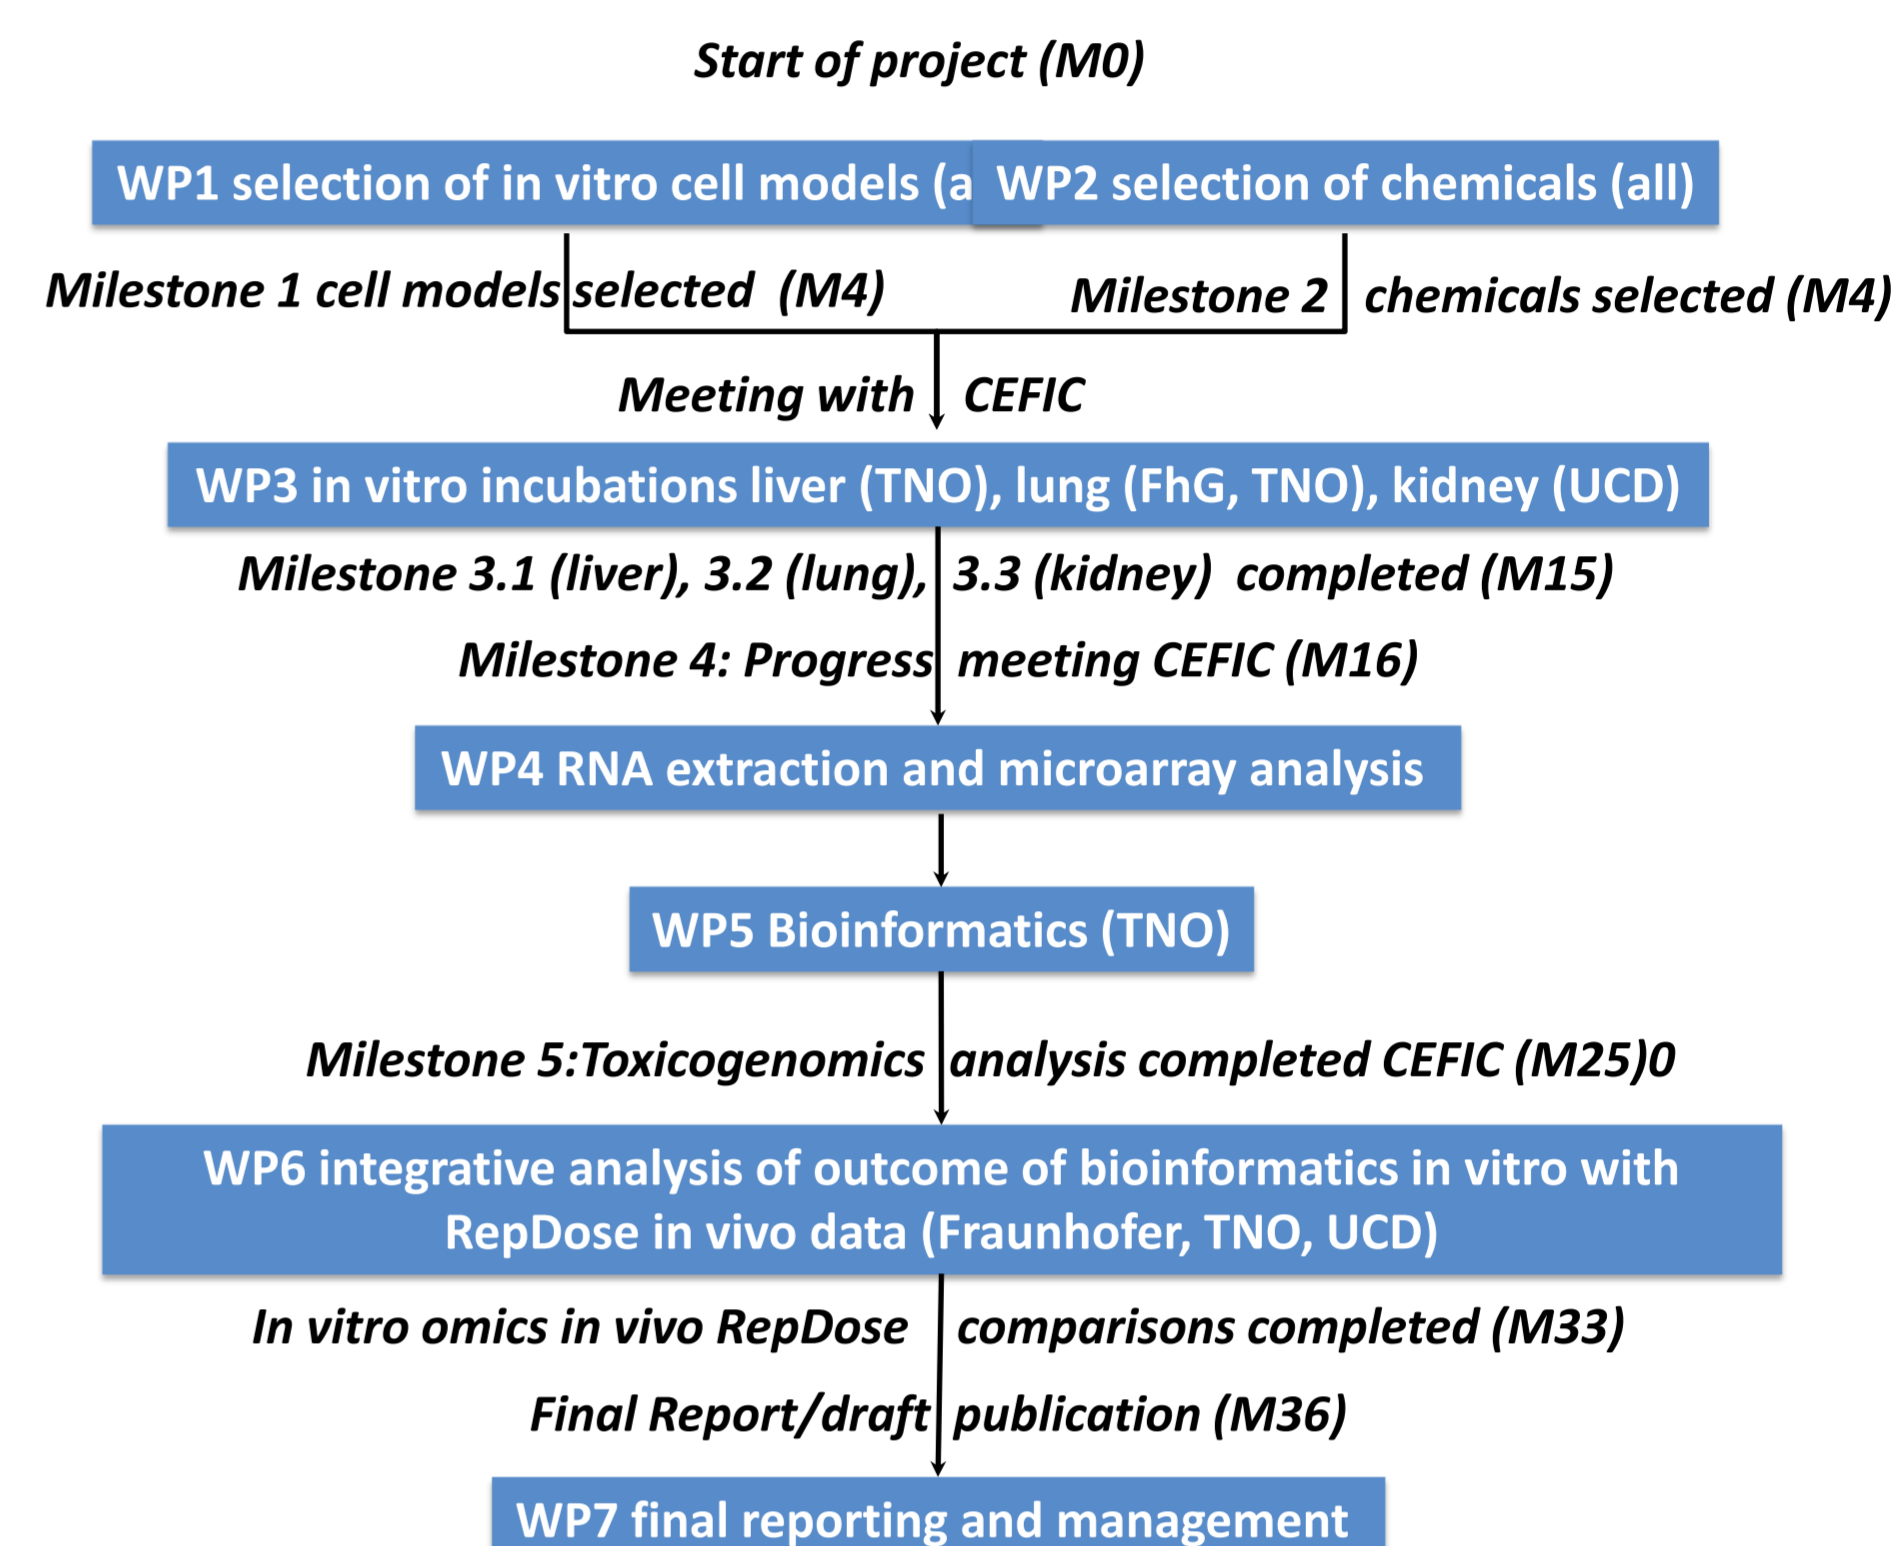 Start of project (M0)
WP1 selection of in vitro cell models (a
WP2 selection of chemicals (all)
Milestone 1 cell models selected (M4)
Milestone 2 chemicals selected (M4)
Meeting with CEFIC
WP3 in vitro incubations liver (TNO), lung (FhG, TNO), kidney (UCD)
Milestone 3.1 (liver), 3.2 (lung), 3.3 (kidney) completed (M15)
Milestone 4: Progress meeting CEFIC (M16)
WP4 RNA extraction and microarray analysis
WP5 Bioinformatics (TNO)
Milestone 5:Toxicogenomics analysis completed CEFIC (M25)0
WP6 integrative analysis of outcome of bioinformatics in vitro with
RepDose in vivo data (Fraunhofer, TNO, UCD)
In vitro omics in vivo RepDose comparisons completed (M33)
Final Report/draft publication (M36)
WP7 final reporting and management